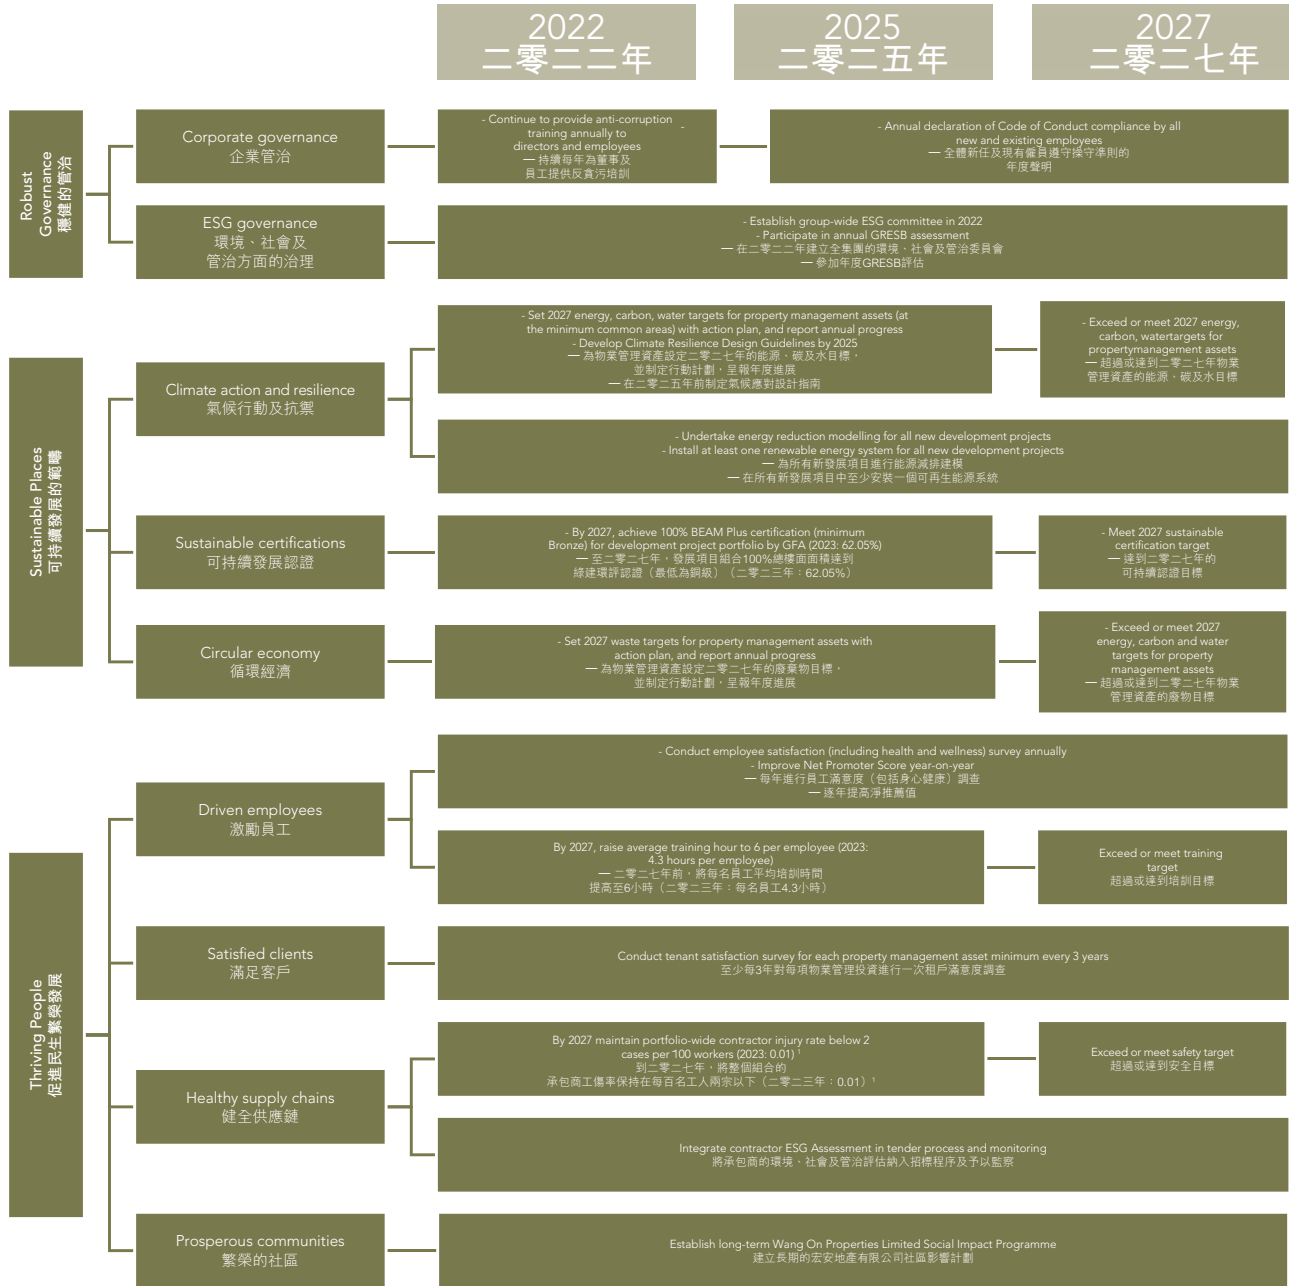 2022
二零二二年
2025
二零二五年
2027
二零二七年
Robust
Governance
穩健的管治
Corporate governance
企業管治
- Continue to provide anti-corruption
training annually to
directors and employees
— 持續每年為董事及
員工提供反貪污培訓
-
- Annual declaration of Code of Conduct compliance by all
new and existing employees
— 全體新任及現有僱員遵守操守準則的
年度聲明
ESG governance
環境、社會及
管治方面的治理
- Establish group-wide ESG committee in 2022
- Participate in annual GRESB assessment
— 在二零二二年建立全集團的環境、社會及管治委員會
— 參加年度GRESB評估
Sustainable Places
可持續發展的範疇
Climate action and resilience
氣候行動及抗禦
- Set 2027 energy, carbon, water targets for property management assets (at
the minimum common areas) with action plan, and report annual progress
- Develop Climate Resilience Design Guidelines by 2025
— 為物業管理資產設定二零二七年的能源、碳及水目標，
並制定行動計劃，呈報年度進展
— 在二零二五年前制定氣候應對設計指南
- Exceed or meet 2027 energy,
carbon, watertargets for
propertymanagement assets
— 超過或達到二零二七年物業
管理資產的能源、碳及水目標
- Undertake energy reduction modelling for all new development projects
- Install at least one renewable energy system for all new development projects
— 為所有新發展項目進行能源減排建模
— 在所有新發展項目中至少安裝一個可再生能源系統
Sustainable certifications
可持續發展認證
- By 2027, achieve 100% BEAM Plus certification (minimum
Bronze) for development project portfolio by GFA (2023: 62.05%)
— 至二零二七年，發展項目組合100%總樓面面積達到
綠建環評認證（最低為銅級）（二零二三年：62.05%）
- Meet 2027 sustainable
certification target
— 達到二零二七年的
可持續認證目標
Circular economy
循環經濟
- Set 2027 waste targets for property management assets with
action plan, and report annual progress
— 為物業管理資產設定二零二七年的廢棄物目標，
並制定行動計劃，呈報年度進展
- Exceed or meet 2027
energy, carbon and water
targets for property
management assets
— 超過或達到二零二七年物業
管理資產的廢物目標
Thriving People
促進民生繁榮發展
Driven employees
激勵員工
- Conduct employee satisfaction (including health and wellness) survey annually
- Improve Net Promoter Score year-on-year
— 每年進行員工滿意度（包括身心健康）調查
— 逐年提高淨推薦值
By 2027, raise average training hour to 6 per employee (2023:
4.3 hours per employee)
— 二零二七年前，將每名員工平均培訓時間
提高至6小時（二零二三年：每名員工4.3小時）
Exceed or meet training
target
超過或達到培訓目標
Satisfied clients
滿足客戶
Conduct tenant satisfaction survey for each property management asset minimum every 3 years
至少每3年對每項物業管理投資進行一次租戶滿意度調查
Healthy supply chains
健全供應鏈
By 2027 maintain portfolio-wide contractor injury rate below 2
cases per 100 workers (2023: 0.01) ¹
到二零二七年，將整個組合的
承包商工傷率保持在每百名工人兩宗以下（二零二三年：0.01）¹
Exceed or meet safety target
超過或達到安全目標
Integrate contractor ESG Assessment in tender process and monitoring
將承包商的環境、社會及管治評估納入招標程序及予以監察
Prosperous communities
繁榮的社區
Establish long-term Wang On Properties Limited Social Impact Programme
建立長期的宏安地產有限公司社區影響計劃